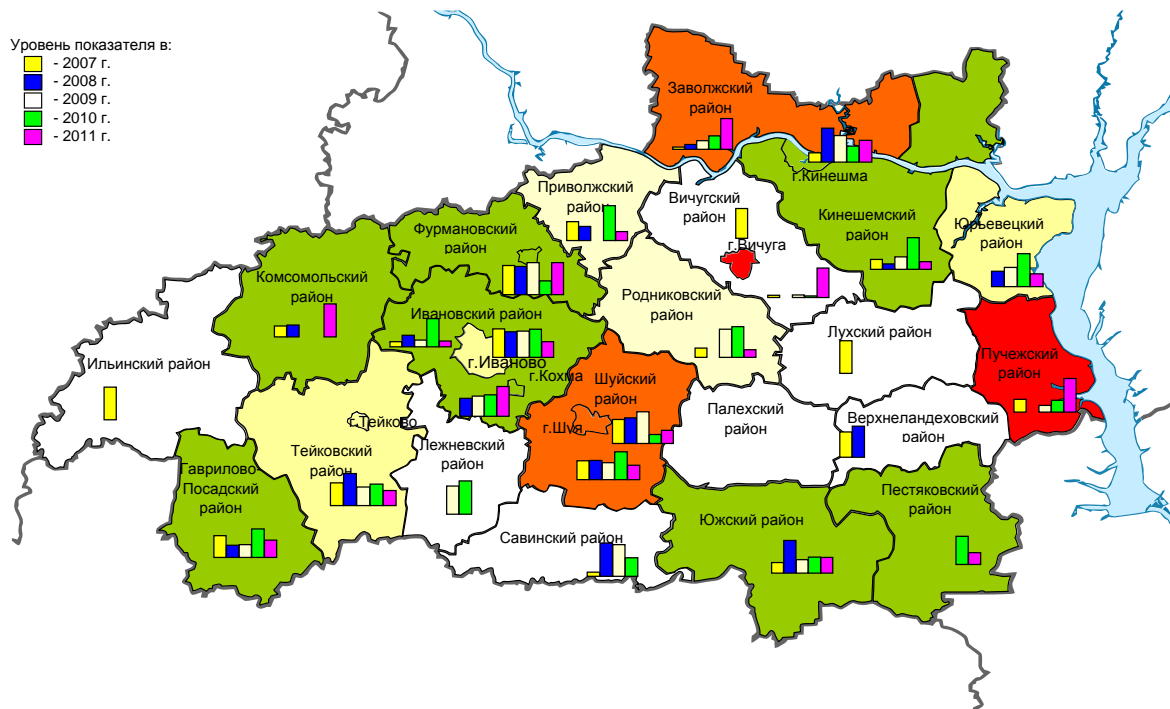 Уровень показателя в:
- 2007 г.
- 2008 г.
- 2009 г.
- 2010 г.
- 2011 г.
Заволжский
район
г.Кинешма
Приволжский
район
Вичугский
район
г.Вичуга
Кинешемский
район
Юрьевецкий
район
Фурмановский
район
Комсомольский
район
Ивановский район
г.Иваново
г.Кохма
Родниковский
район
Лухский район
Пучежский
район
Ильинский район
Шуйский
район
г.Шуя
Палехский
район
Верхнеландеховский
район
г.Тейково
Тейковский
район
Лежневский
район
Гаврилово-
Посадский
район
Савинский район
Южский район
Пестяковский
район